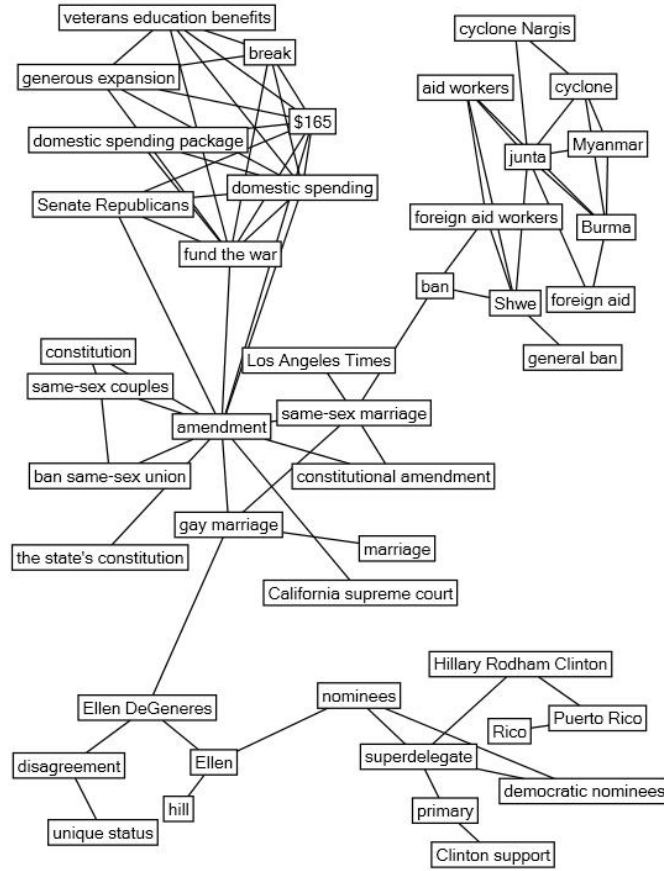 veterans education benefits
cyclone Nargis
break
generous expansion
aid workers
cyclone
$165
domestic spending package
junta
Myanmar
domestic spending
Senate Republicans
foreign aid workers
Burma
fund the war
ban
Shwe
foreign aid
constitution
Los Angeles Times
general ban
same-sex couples
same-sex marriage
amendment
ban same-sex union
constitutional amendment
gay marriage
the state's constitution
marriage
California supreme court
Hillary Rodham Clinton
nominees
Ellen DeGeneres
Puerto Rico
Rico
superdelegate
disagreement
Ellen
democratic nominees
hill
primary
unique status
Clinton support